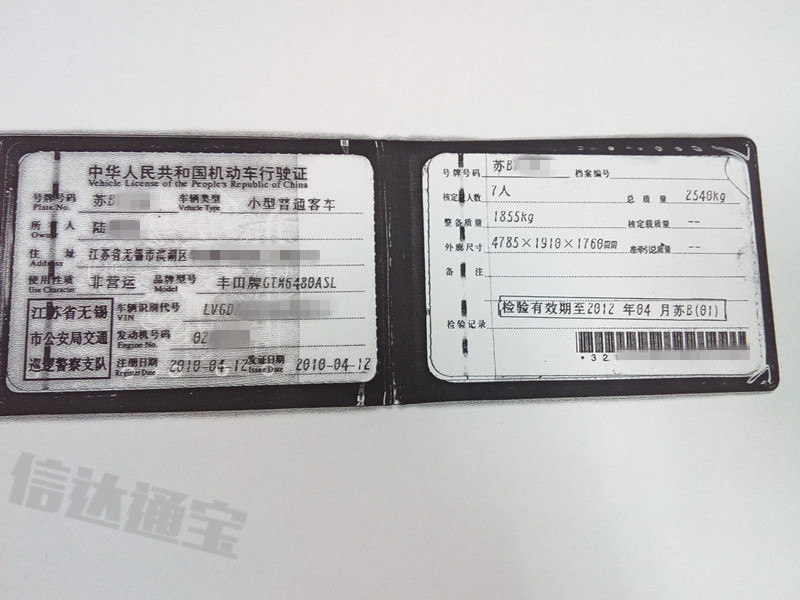 中华人民共和国机动车行驶证
Vehicle License of the People's Republic of China
号牌号码 苏B 车辆类型 小型普通客车
Plate No. Vehicle Type
所有人 陆
Owner
住址 江苏省无锡市滨湖区
Address
使用性质 非营运 品牌型号 丰田牌GTM6480ASL
Use Character Model
江苏省无锡
市公安局交通
巡逻警察支队
车辆识别代号 LVGD
VIN
发动机号码 02
Engine No.
注册日期 2010-04-12 发证日期 2010-04-12
Register Date Issue Date
号牌号码 苏B 档案编号
核定载人数 7人 总质量 2540kg
整备质量 1855kg 核定载质量 --
外廓尺寸 4785×1910×1760 准牵引总质量 --
备注
检验有效期至2012 年04 月苏B(01)
检验记录
*321
信达通宝